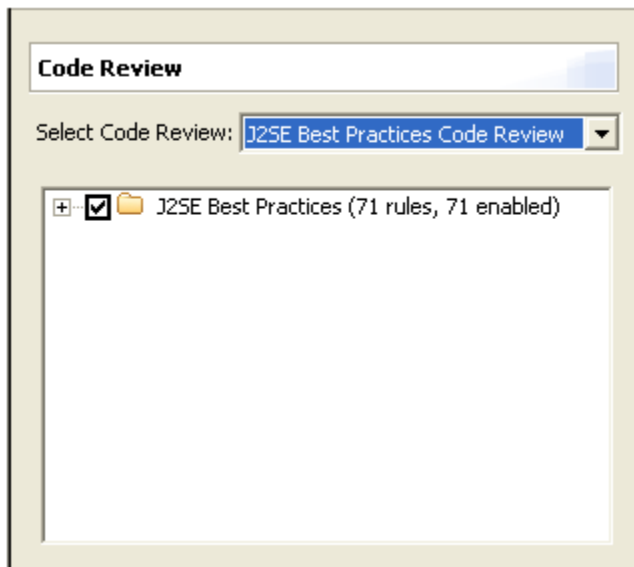 Code Review
Select Code Review: J2SE Best Practices Code Review
J2SE Best Practices (71 rules, 71 enabled)